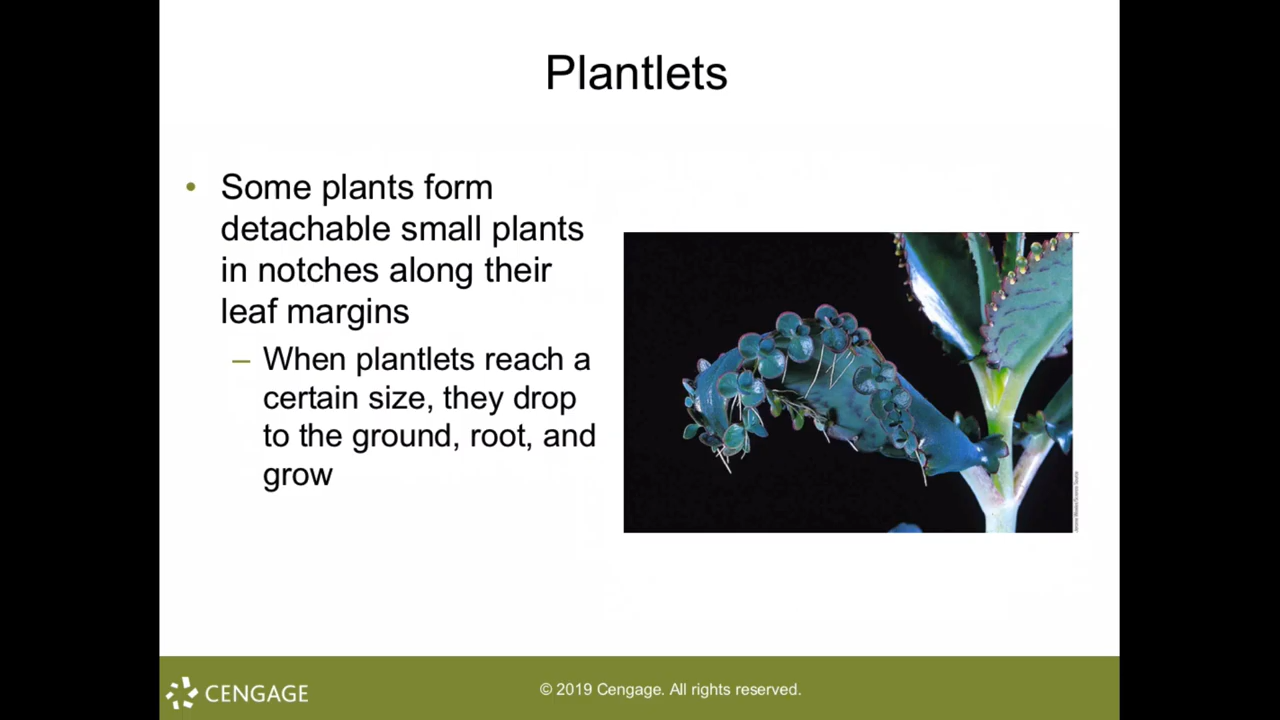 Plantlets
• Some plants form
detachable small plants
in notches along their
leaf margins
– When plantlets reach a
certain size, they drop
to the ground, root, and
grow
CENGAGE
© 2019 Cengage. All rights reserved.